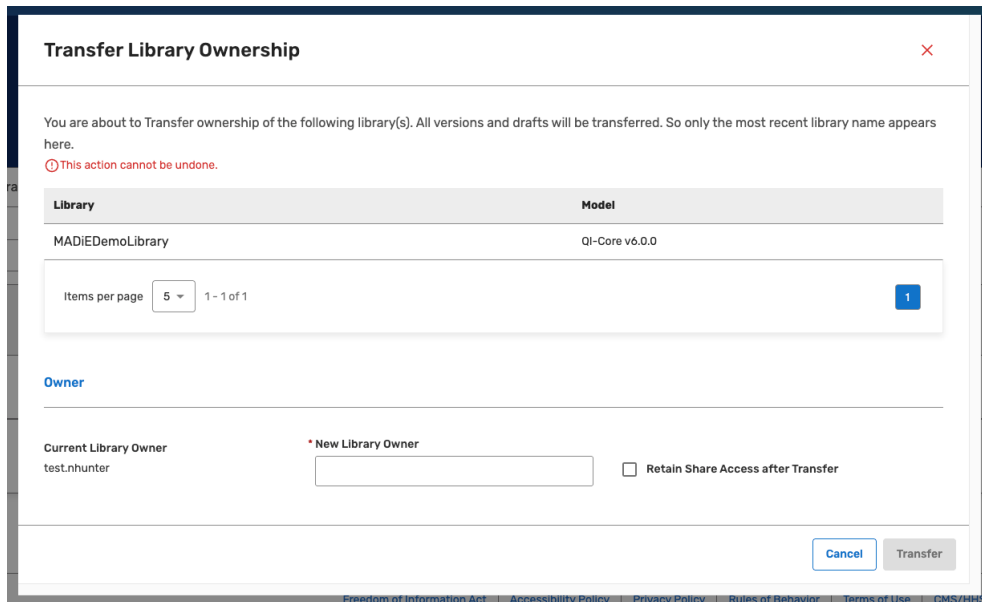 Transfer Library Ownership
You are about to Transfer ownership of the following library(s). All versions and drafts will be transferred. So only the most recent library name appears
here.
This action cannot be undone.
ra
Library Model
MADiEDemoLibrary QI-Core v6.0.0
Items per page 5 1 - 1 of 1 1
Owner
Current Library Owner
test.nhunter
* New Library Owner
Retain Share Access after Transfer
Cancel Transfer
Freedom of Information Act | Accessibility Policy | Privacy Policy | Rules of Behavior | Terms of Use | CMS/HH